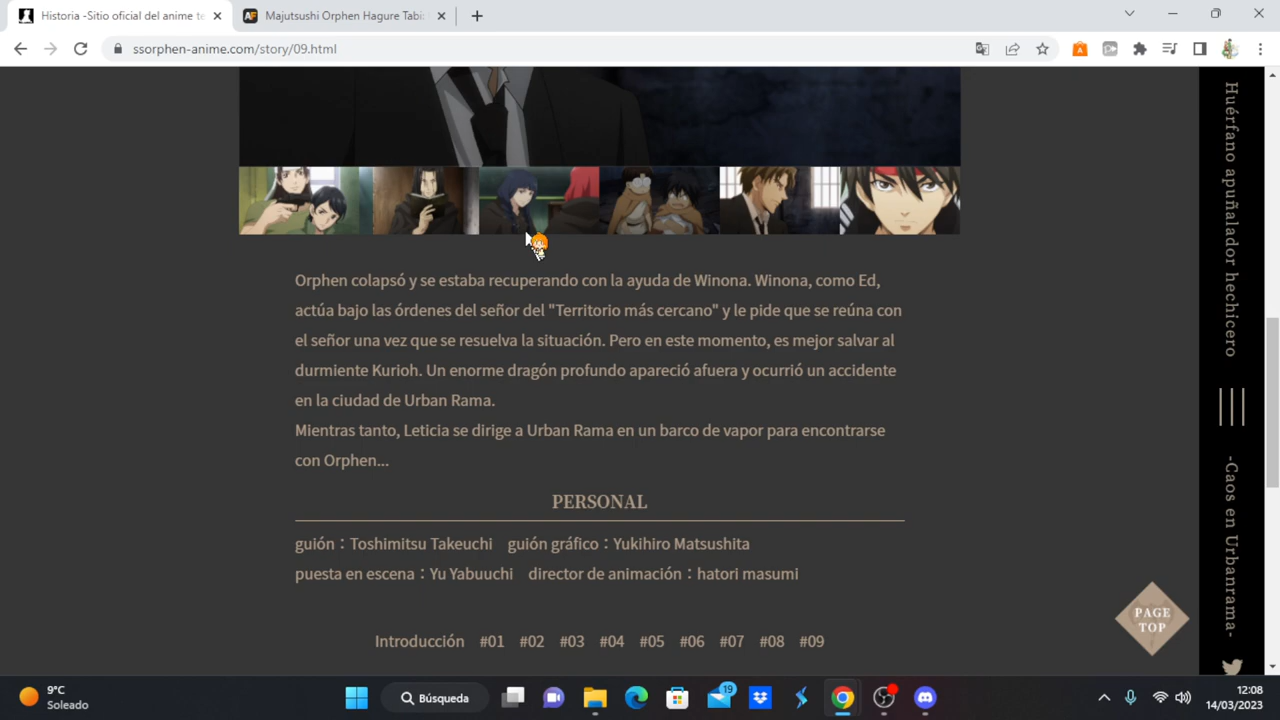 Historia -Sitio oficial del anime te
Majutsushi Orphen Hagure Tabi:
ssorphen-anime.com/story/09.html
Orphen colapsó y se estaba recuperando con la ayuda de Winona. Winona, como Ed,
actúa bajo las órdenes del señor del "Territorio más cercano" y le pide que se reúna con
el señor una vez que se resuelva la situación. Pero en este momento, es mejor salvar al
durmiente Kurioh. Un enorme dragón profundo apareció afuera y ocurrió un accidente
en la ciudad de Urban Rama.
Mientras tanto, Leticia se dirige a Urban Rama en un barco de vapor para encontrarse
con Orphen...
PERSONAL
guión：Toshimitsu Takeuchi guión gráfico：Yukihiro Matsushita
puesta en escena：Yu Yabuuchi director de animación：hatori masumi
Introducción #01 #02 #03 #04 #05 #06 #07 #08 #09
Huérfano apuñalador hechicero
-Caos en Urbanrama-
PAGE
TOP
9°C
Soleado
Búsqueda
19
12:08
14/03/2023